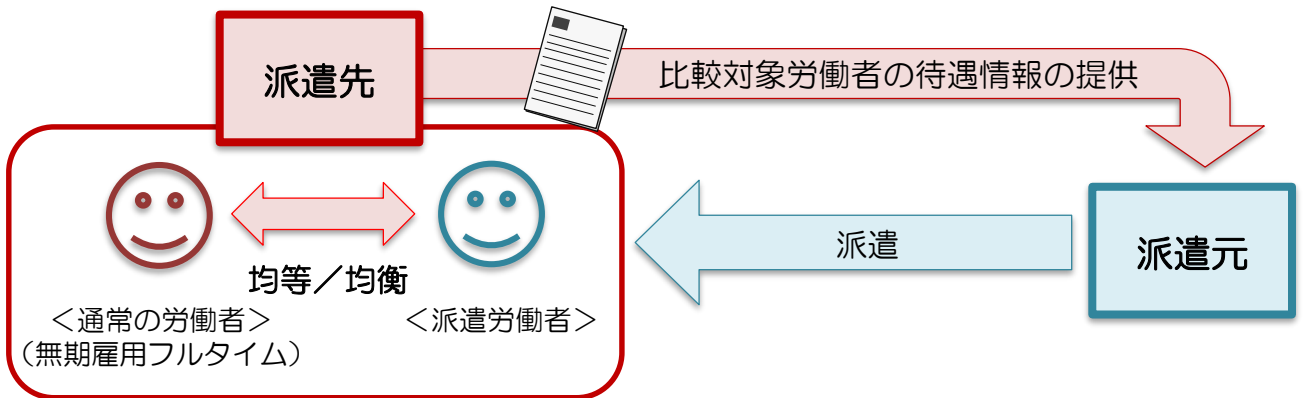 派遣先
比較対象労働者の待遇情報の提供
派遣
派遣元
均等／均衡
＜通常の労働者＞
（無期雇用フルタイム）
＜派遣労働者＞